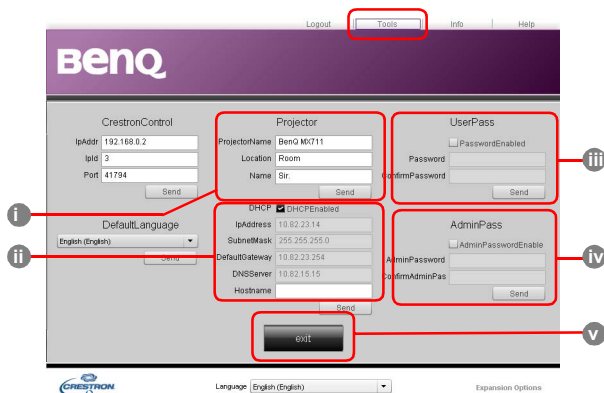 Logout Tools Info Help
BenQ
CrestronControl
IpAddr 192.168.0.2
IpId 3
Port 41794
Send
Projector
ProjectorName BenQ MX711
Location Room
Name Sir.
Send
UserPass
PasswordEnabled
Password
ConfirmPassword
Send
i
ii
iii
DefaultLanguage
English (English)
Send
DHCP DHCPEnabled
IpAddress 10.82.23.14
SubnetMask 255.255.255.0
DefaultGateway 10.82.23.254
DNSServer 10.82.15.15
Hostname
Send
AdminPass
AdminPasswordEnable
AdminPassword
ConfirmAdminPas
Send
iv
exit
v
CRESTRON
Language English (English)
Expansion Options